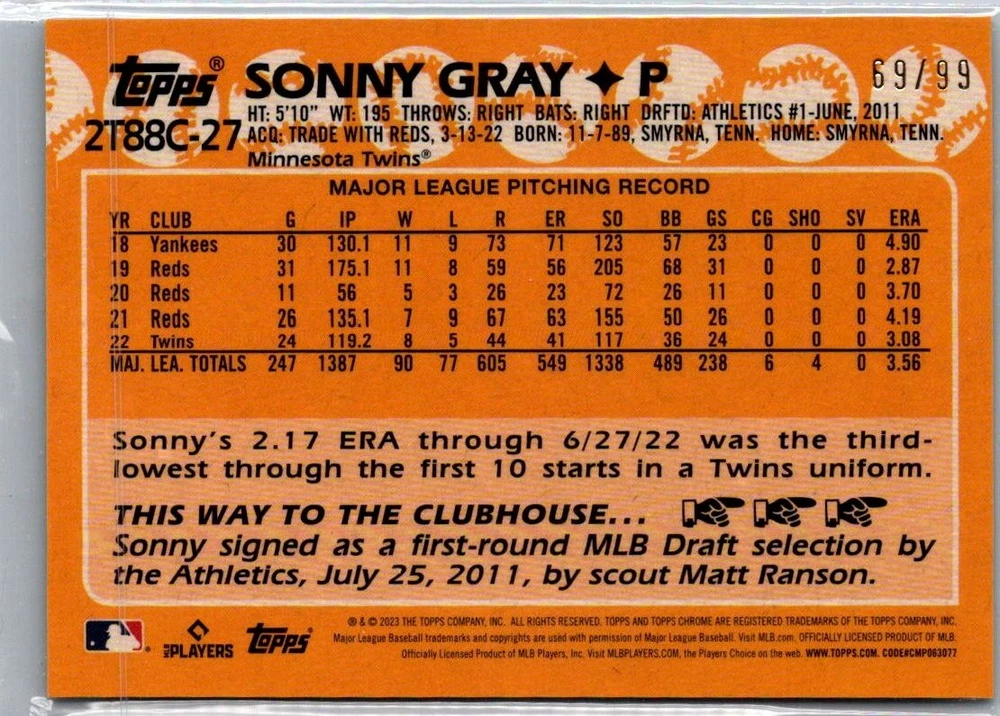 Topps® SONNY GRAY ✦ P 69/99
2T88C-27 HT: 5'10" WT: 195 THROWS: RIGHT BATS: RIGHT DRFTD: ATHLETICS #1-JUNE, 2011
ACQ: TRADE WITH REDS, 3-13-22 BORN: 11-7-89, SMYRNA, TENN. HOME: SMYRNA, TENN.
Minnesota Twins®
MAJOR LEAGUE PITCHING RECORD
YR CLUB G IP W L R ER SO BB GS CG SHO SV ERA
18 Yankees 30 130.1 11 9 73 71 123 57 23 0 0 0 4.90
19 Reds 31 175.1 11 8 59 56 205 68 31 0 0 0 2.87
20 Reds 11 56 5 3 26 23 72 26 11 0 0 0 3.70
21 Reds 26 135.1 7 9 67 63 155 50 26 0 0 0 4.19
22 Twins 24 119.2 8 5 44 41 117 36 24 0 0 0 3.08
MAJ. LEA. TOTALS 247 1387 90 77 605 549 1338 489 238 6 4 0 3.56
Sonny's 2.17 ERA through 6/27/22 was the third-
lowest through the first 10 starts in a Twins uniform.
THIS WAY TO THE CLUBHOUSE...
Sonny signed as a first-round MLB Draft selection by
the Athletics, July 25, 2011, by scout Matt Ranson.
® & © 2023 THE TOPPS COMPANY, INC. ALL RIGHTS RESERVED. TOPPS AND TOPPS CHROME ARE REGISTERED TRADEMARKS OF THE TOPPS COMPANY, INC.
Major League Baseball trademarks and copyrights are used with permission of Major League Baseball. Visit MLB.com. OFFICIALLY LICENSED PRODUCT OF MLB.
Officially Licensed Product of MLB Players, Inc. Visit MLBPLAYERS.COM, the Players Choice on the web. WWW.TOPPS.COM. CODE#CMP063077
MLB PLAYERS Topps